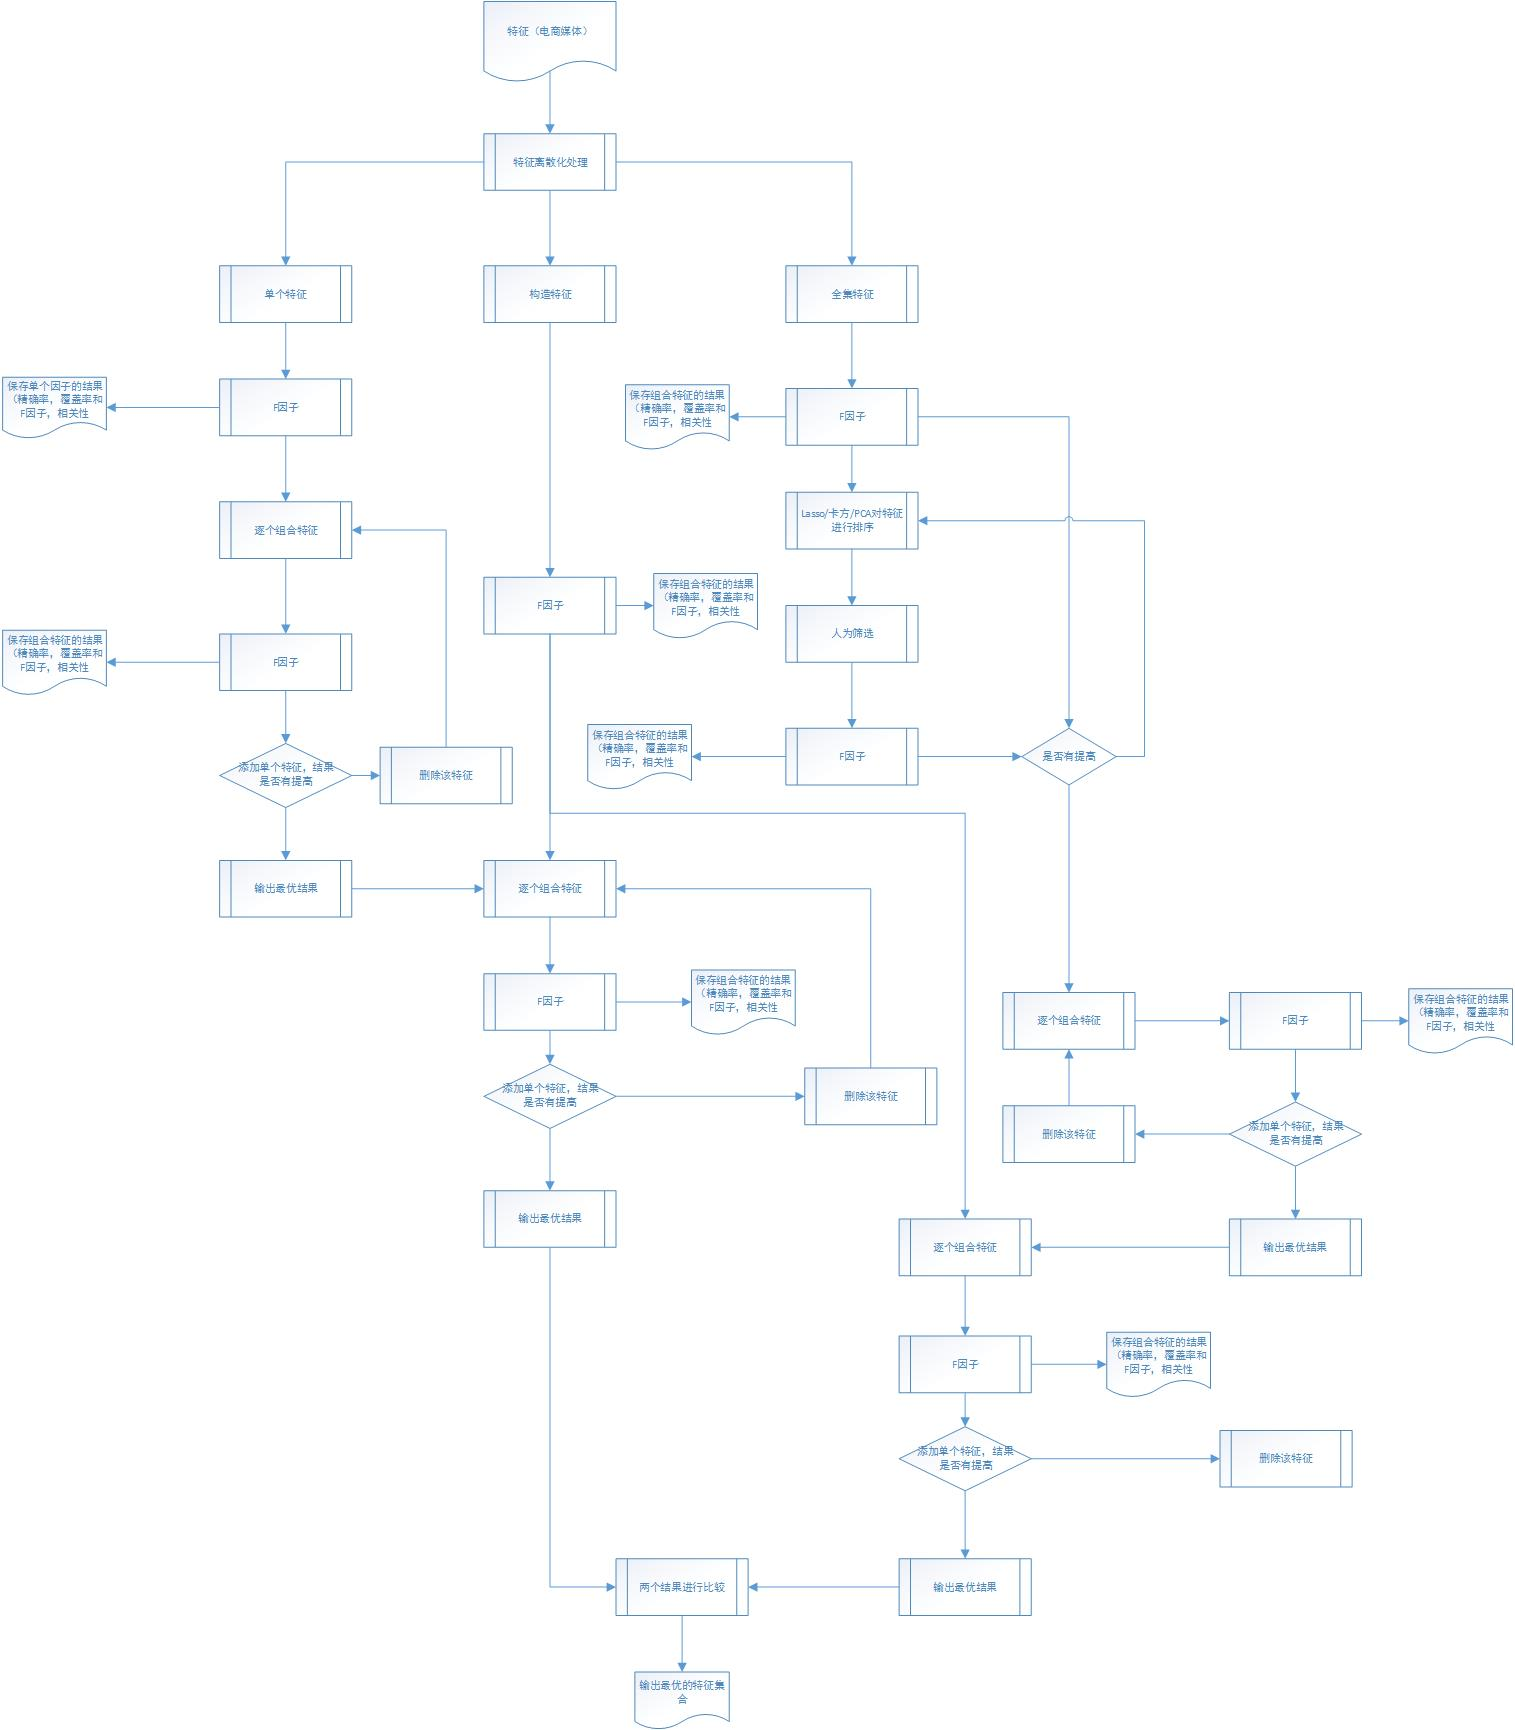 特征（电商媒体）
特征离散化处理
单个特征
构造特征
全集特征
保存单个因子的结果
（精确率，覆盖率和
F因子，相关性
F因子
保存组合特征的结果
（精确率，覆盖率和
F因子，相关性
F因子
逐个组合特征
Lasso/卡方/PCA对特征
进行排序
F因子
保存组合特征的结果
（精确率，覆盖率和
F因子，相关性
人为筛选
保存组合特征的结果
（精确率，覆盖率和
F因子，相关性
F因子
保存组合特征的结果
（精确率，覆盖率和
F因子，相关性
F因子
是否有提高
添加单个特征，结果
是否有提高
删除该特征
输出最优结果
逐个组合特征
F因子
保存组合特征的结果
（精确率，覆盖率和
F因子，相关性
逐个组合特征
F因子
保存组合特征的结果
（精确率，覆盖率和
F因子，相关性
添加单个特征，结果
是否有提高
删除该特征
删除该特征
添加单个特征，结果
是否有提高
输出最优结果
逐个组合特征
输出最优结果
F因子
保存组合特征的结果
（精确率，覆盖率和
F因子，相关性
添加单个特征，结果
是否有提高
删除该特征
两个结果进行比较
输出最优结果
输出最优的特征集
合